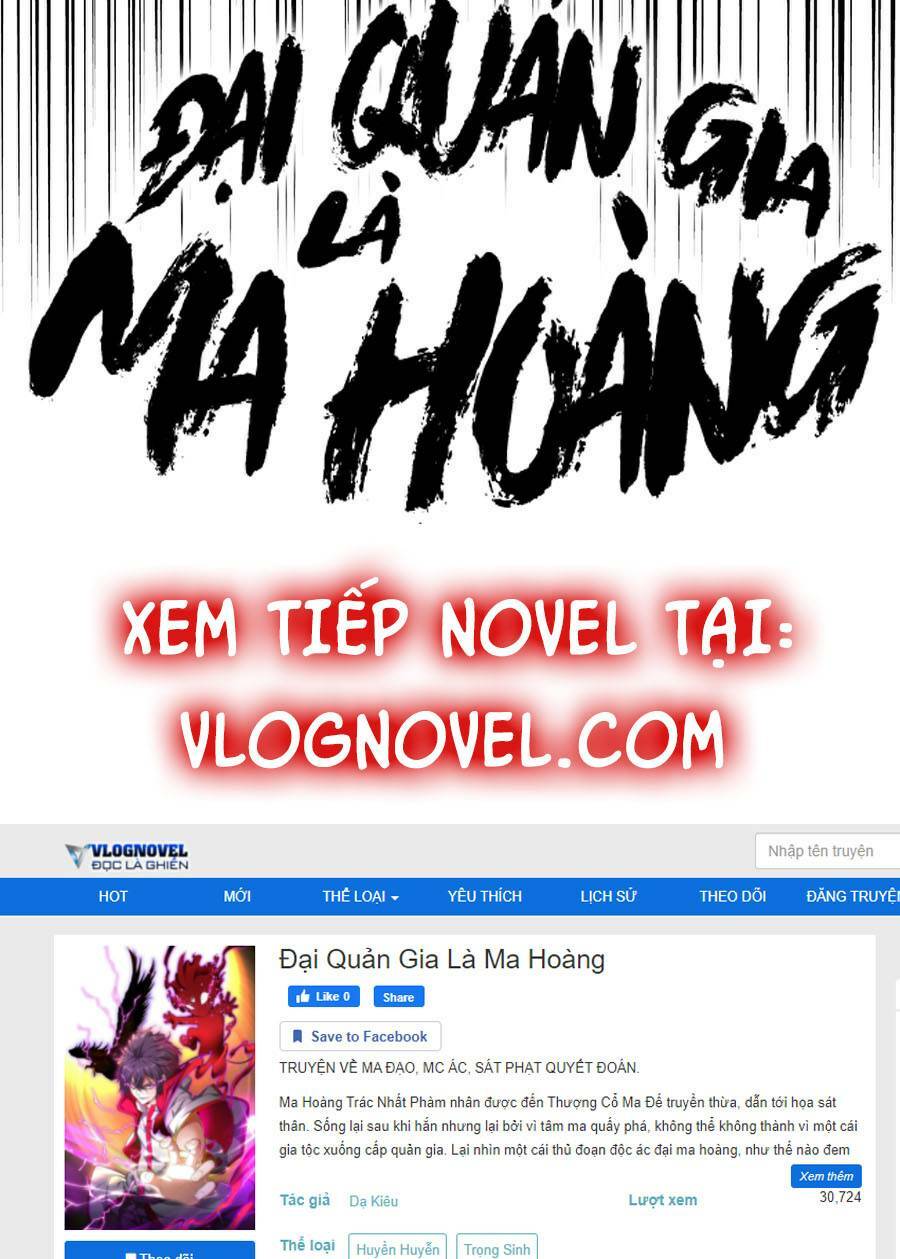 ĐẠI QUẢN GIA
LÀ
MA HOÀNG
XEM TIẾP NOVEL TẠI:
VLOGNOVEL.COM
VLOGNOVEL
ĐỌC LÀ GHIỀN
Nhập tên truyện
HOT MỚI THỂ LOẠI YÊU THÍCH LỊCH SỬ THEO DÕI ĐĂNG TRUYỆN
Đại Quản Gia Là Ma Hoàng
Like 0 Share
Save to Facebook
TRUYỆN VỀ MA ĐẠO, MC ÁC, SÁT PHẠT QUYẾT ĐOÁN.
Ma Hoàng Trác Nhất Phàm nhân được đến Thượng Cổ Ma Đế truyền thừa, dẫn tới họa sát
thân. Sống lại sau khi hắn nhưng lại bởi vì tâm ma quấy phá, không thể không thành vì một cái
gia tộc xuống cấp quản gia. Lại nhìn một cái thủ đoạn độc ác đại ma hoàng, như thế nào đem
Xem thêm
Tác giả Dạ Kiêu Lượt xem 30,724
Thể loại Huyền Huyễn Trọng Sinh
Theo dõi